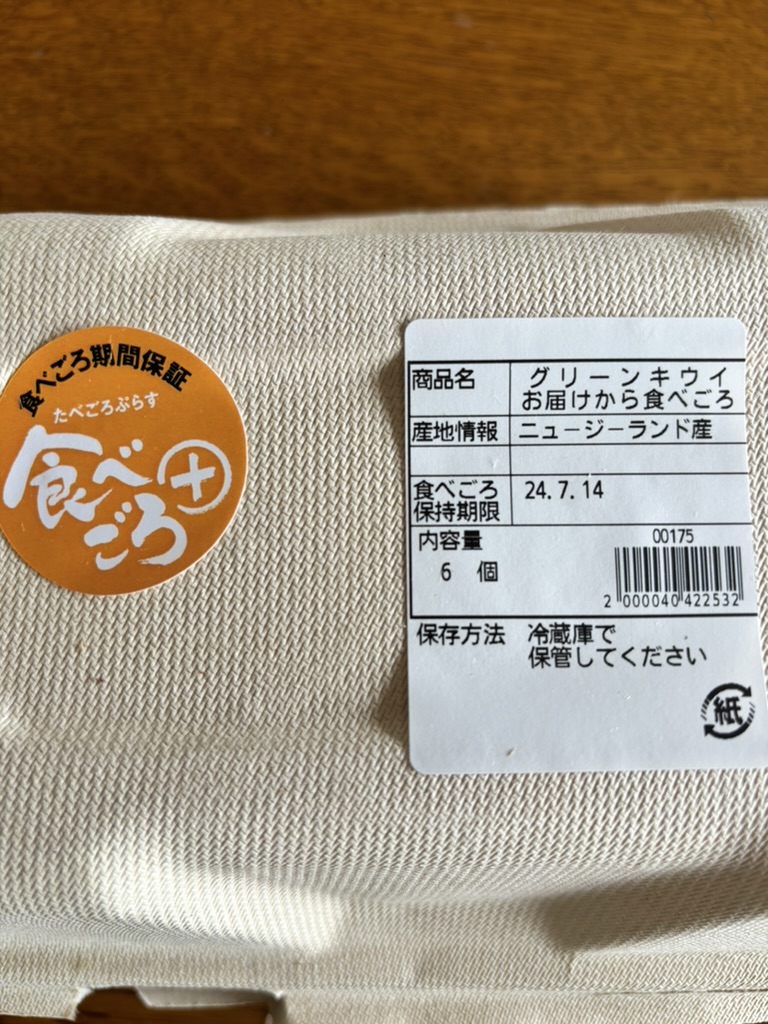 食べごろ期間保証
たべごろぷらす
食べごろ+
商品名 グリーンキウイ
お届けから食べごろ
産地情報 ニュージーランド産
食べごろ
保持期限 24.7.14
内容量
6 個
00175
2 000040 422532
保存方法 冷蔵庫で
保管してください
紙